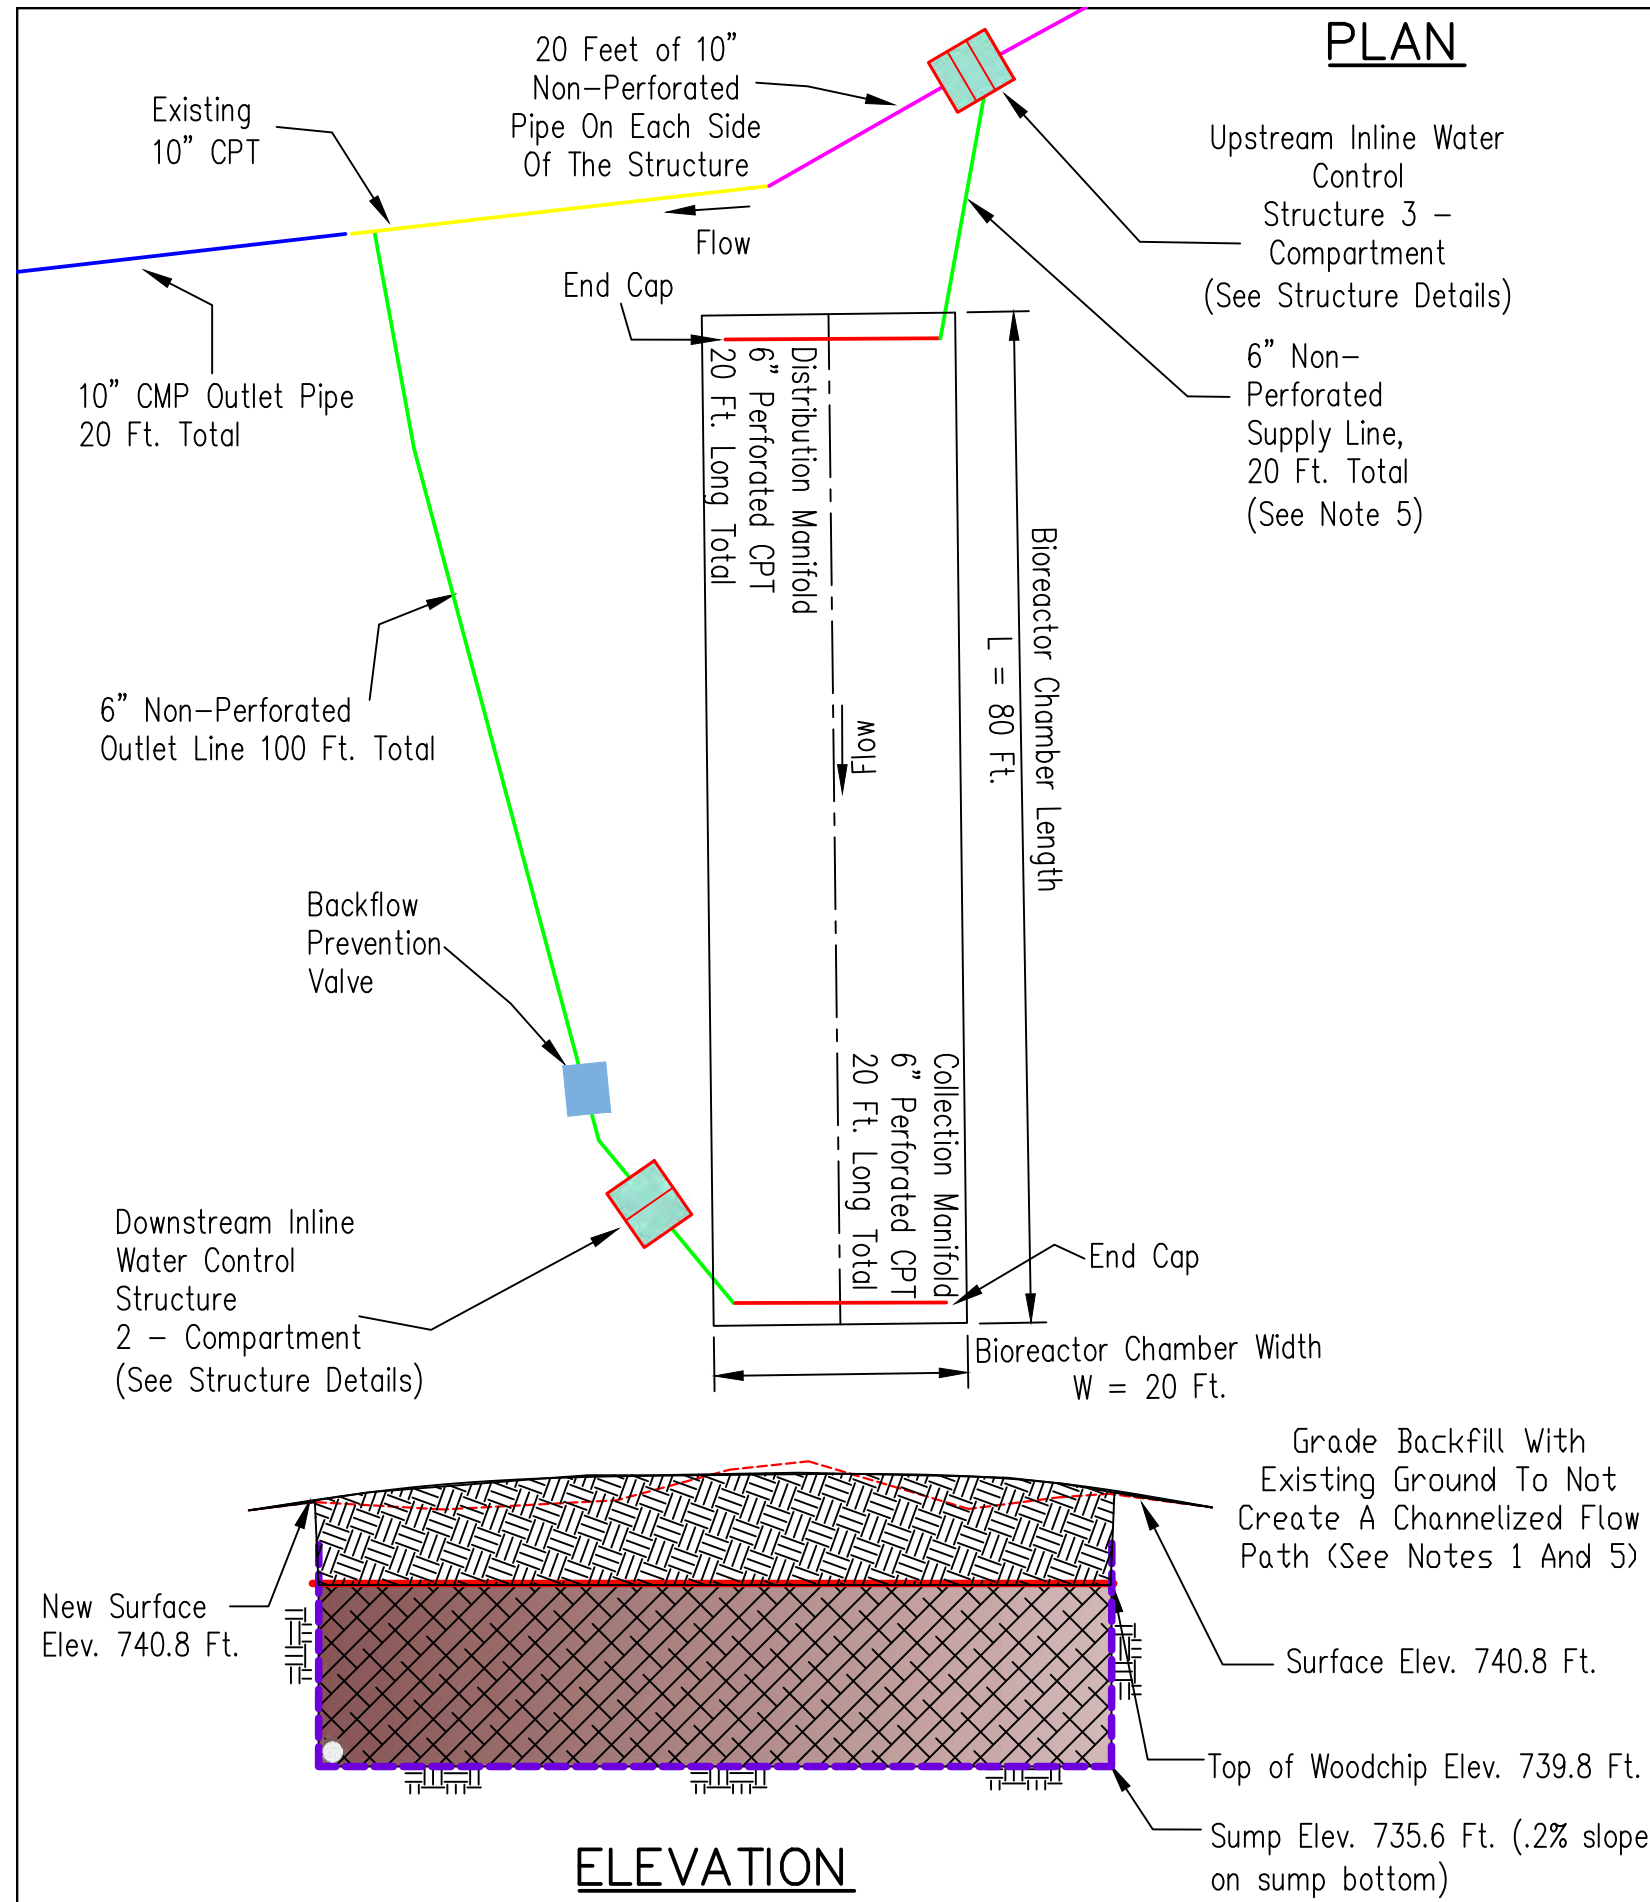 PLAN
20 Feet of 10”
Non-Perforated
Pipe On Each Side
Of The Structure
Existing
10” CPT
Upstream Inline Water
Control
Structure 3 -
Compartment
(See Structure Details)
Flow
End Cap
6” Non-
Perforated
Supply Line,
20 Ft. Total
(See Note 5)
10” CMP Outlet Pipe
20 Ft. Total
Distribution Manifold
6” Perforated CPT
20 Ft. Long Total
Bioreactor Chamber Length
L = 80 Ft.
Flow
6” Non-Perforated
Outlet Line 100 Ft. Total
Backflow
Prevention
Valve
Collection Manifold
6” Perforated CPT
20 Ft. Long Total
Downstream Inline
Water Control
Structure
2 - Compartment
(See Structure Details)
End Cap
Bioreactor Chamber Width
W = 20 Ft.
Grade Backfill With
Existing Ground To Not
Create A Channelized Flow
Path (See Notes 1 And 5)
New Surface
Elev. 740.8 Ft.
Surface Elev. 740.8 Ft.
Top of Woodchip Elev. 739.8 Ft.
Sump Elev. 735.6 Ft. (.2% slope
on sump bottom)
ELEVATION